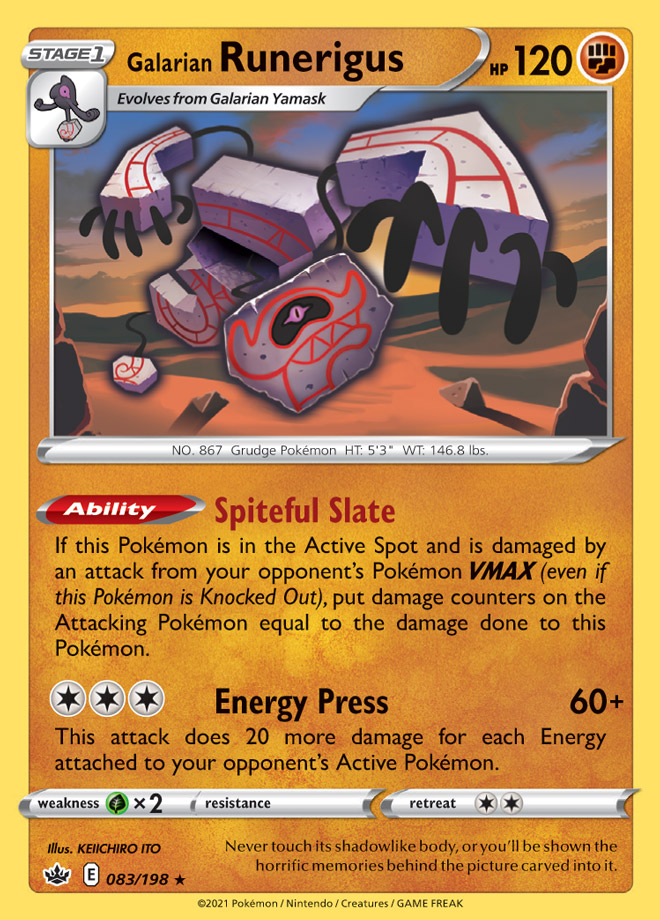 STAGE 1
Galarian Runerigus
HP 120
Evolves from Galarian Yamask
NO. 867 Grudge Pokémon HT: 5'3" WT: 146.8 lbs.
Ability Spiteful Slate
If this Pokémon is in the Active Spot and is damaged by
an attack from your opponent's Pokémon VMAX (even if
this Pokémon is Knocked Out), put damage counters on the
Attacking Pokémon equal to the damage done to this
Pokémon.
Energy Press 60+
This attack does 20 more damage for each Energy
attached to your opponent's Active Pokémon.
weakness ×2 resistance retreat
Illus. KEIICHIRO ITO
Never touch its shadowlike body, or you'll be shown the
horrific memories behind the picture carved into it.
E 083/198 ★
©2021 Pokémon / Nintendo / Creatures / GAME FREAK